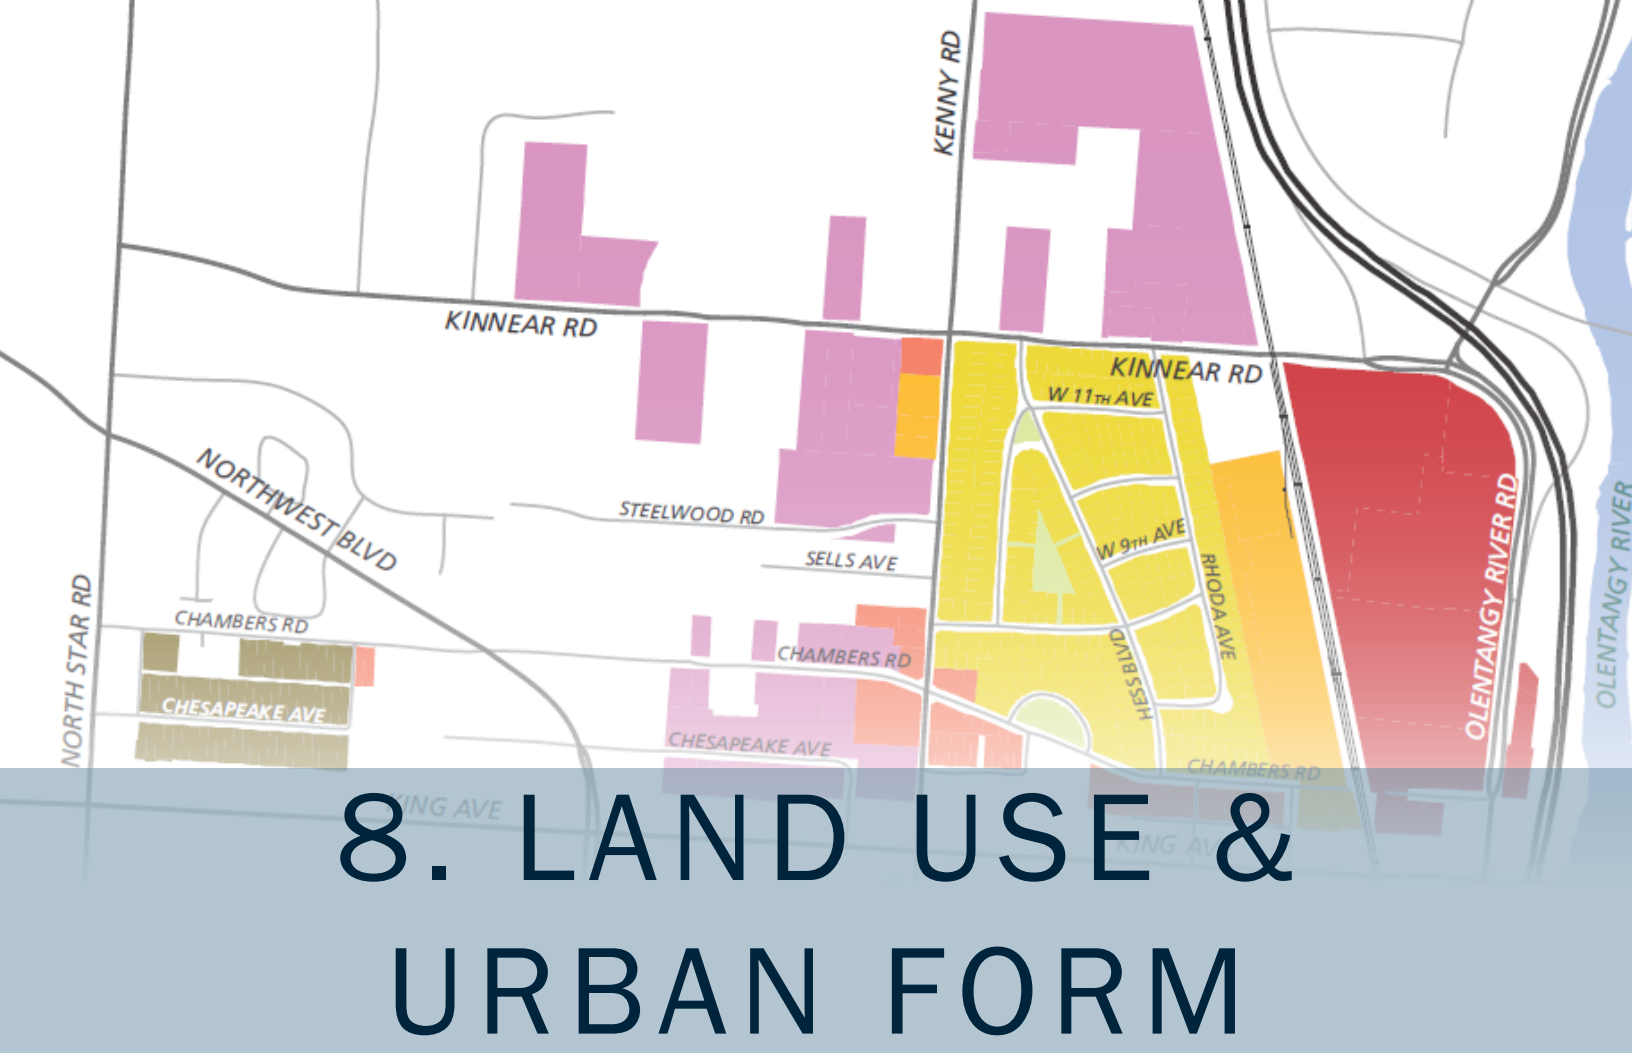 KENNY RD
KINNEAR RD
KINNEAR RD
W 11TH AVE
NORTHWEST BLVD
STEELWOOD RD
W 9TH AVE
SELLS AVE
RHODA AVE
OLENTANGY RIVER RD
OLENTANGY RIVER
NORTH STAR RD
CHAMBERS RD
CHAMBERS RD
HESS BLVD
CHESAPEAKE AVE
CHESAPEAKE AVE
CHAMBERS RD
KING AVE
KING AVE
8. LAND USE &
URBAN FORM